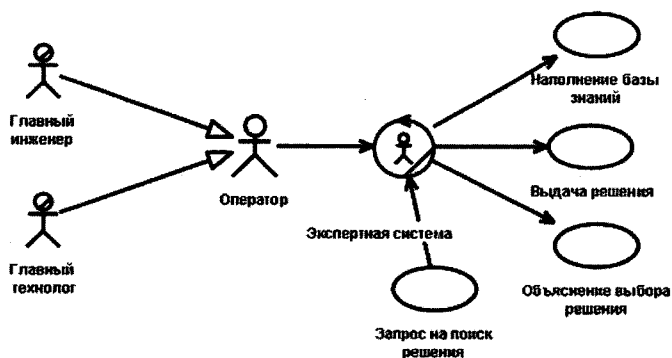 Главный
инженер
Оператор
Главный
технолог
Экспертная система
Запрос на поиск
решения
Наполнение базы
знаний
Выдача решения
Объяснение выбора
решения